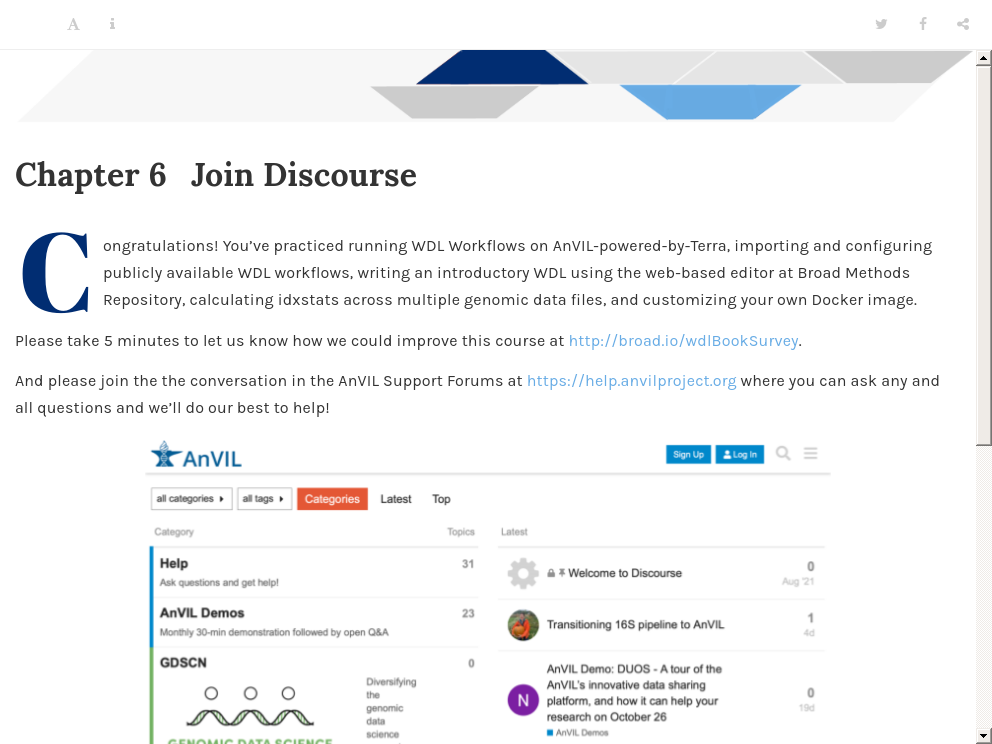 Chapter 6 Join Discourse
Congratulations! You’ve practiced running WDL Workflows on AnVIL-powered-by-Terra, importing and configuring
publicly available WDL workflows, writing an introductory WDL using the web-based editor at Broad Methods
Repository, calculating idxstats across multiple genomic data files, and customizing your own Docker image.
Please take 5 minutes to let us know how we could improve this course at http://broad.io/wdlBookSurvey.
And please join the the conversation in the AnVIL Support Forums at https://help.anvilproject.org where you can ask any and
all questions and we’ll do our best to help!
AnVIL
Sign Up Log In
all categories all tags Categories Latest Top
Category Topics
Help 31
Ask questions and get help!
AnVIL Demos 23
Monthly 30-min demonstration followed by open Q&A
GDSCN 0
Diversifying
the
genomic
data
science
GENOMIC DATA SCIENCE
Latest
Welcome to Discourse 0
Aug '21
Transitioning 16S pipeline to AnVIL 1
4d
N
AnVIL Demo: DUOS - A tour of the
AnVIL's innovative data sharing
platform, and how it can help your
research on October 26
0
19d
AnVIL Demos